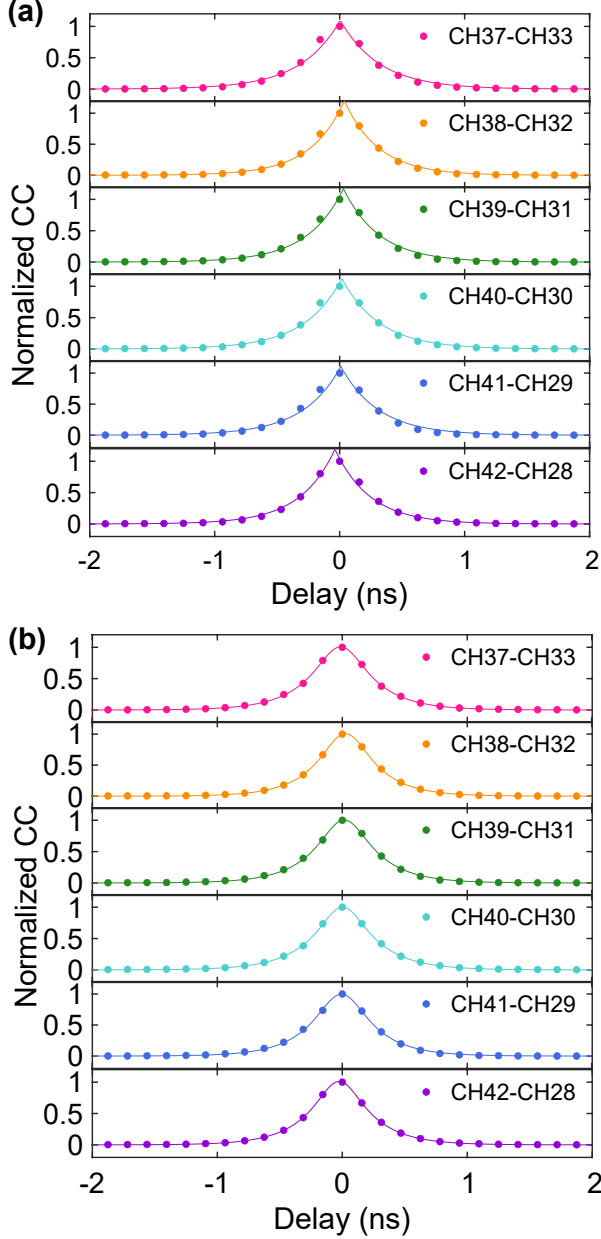 (a)
Normalized CC
1
0.5
0
CH37-CH33
1
0.5
0
CH38-CH32
1
0.5
0
CH39-CH31
1
0.5
0
CH40-CH30
1
0.5
0
CH41-CH29
1
0.5
0
CH42-CH28
-2 -1 0 1 2
Delay (ns)
(b)
Normalized CC
1
0.5
0
CH37-CH33
1
0.5
0
CH38-CH32
1
0.5
0
CH39-CH31
1
0.5
0
CH40-CH30
1
0.5
0
CH41-CH29
1
0.5
0
CH42-CH28
-2 -1 0 1 2
Delay (ns)